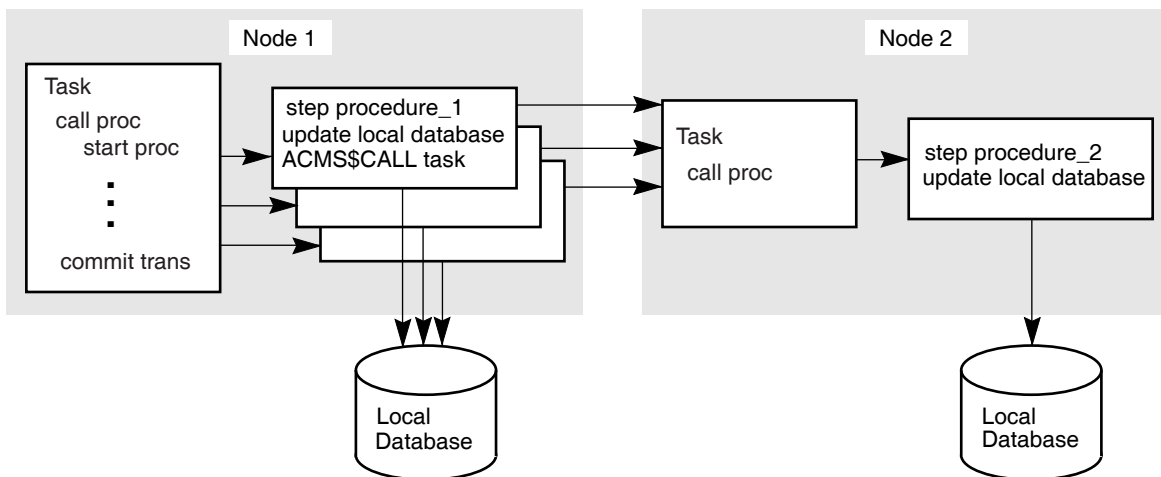 Node 1
Task
call proc
start proc
commit trans
step procedure_1
update local database
ACMS$CALL task
Local
Database
Node 2
Task
call proc
step procedure_2
update local database
Local
Database